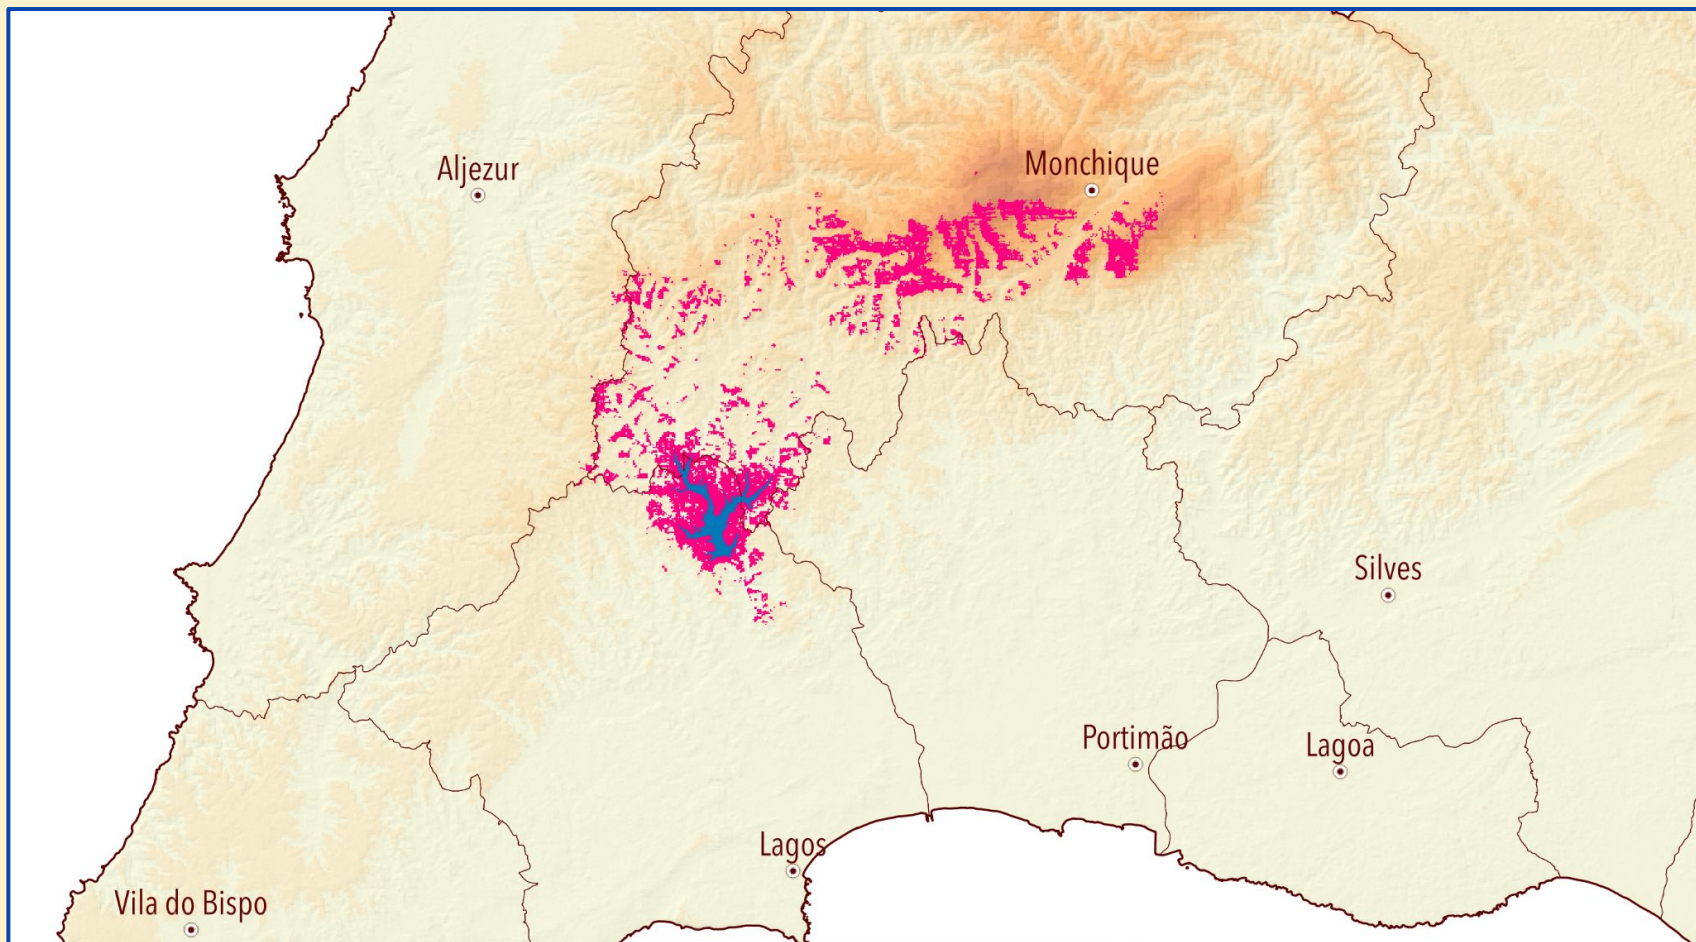 Monchique
Aljezur
Silves
Portimão
Lagoa
Lagos
Vila do Bispo